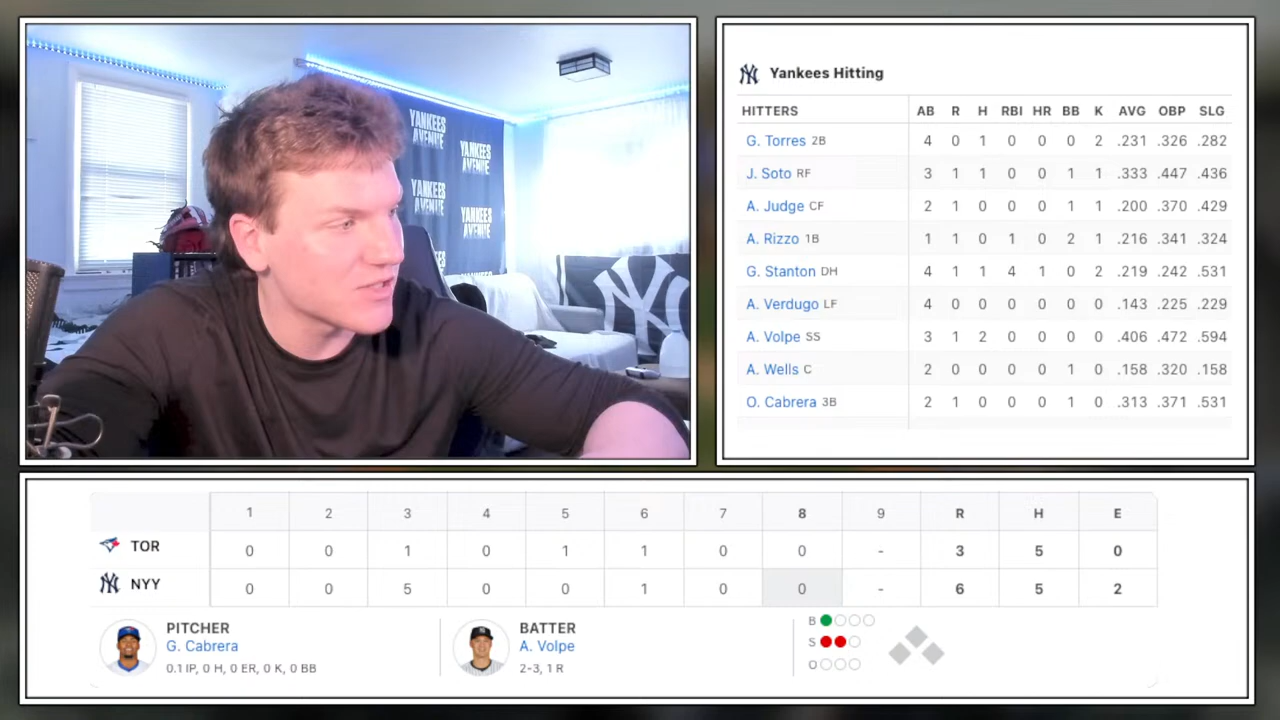 YANKEES
AVENUE
YANKEES
AVENUE
YANKEES
AVENUE
YANKEES
AVENUE
NY
Yankees Hitting
HITTERS AB H RBI HR BB K AVG OBP SLG
G. Torres 2B 4 0 1 0 0 0 2 .231 .326 .282
J. Soto RF 3 1 1 0 0 1 1 .333 .447 .436
A. Judge CF 2 1 0 0 0 1 1 .200 .370 .429
A. Rizzo 1B 1 1 0 1 0 2 1 .216 .341 .324
G. Stanton DH 4 1 1 4 1 0 2 .219 .242 .531
A. Verdugo LF 4 0 0 0 0 0 0 .143 .225 .229
A. Volpe SS 3 1 2 0 0 0 0 .406 .472 .594
A. Wells C 2 0 0 0 0 1 0 .158 .320 .158
O. Cabrera 3B 2 1 0 0 0 1 0 .313 .371 .531
1 2 3 4 5 6 7 8 9 R H E
TOR 0 0 1 0 1 1 0 0 - 3 5 0
NYY 0 0 5 0 0 1 0 0 - 6 5 2
PITCHER
G. Cabrera
0.1 IP, 0 H, 0 ER, 0 K, 0 BB
BATTER
A. Volpe
2-3, 1 R
B
S
O